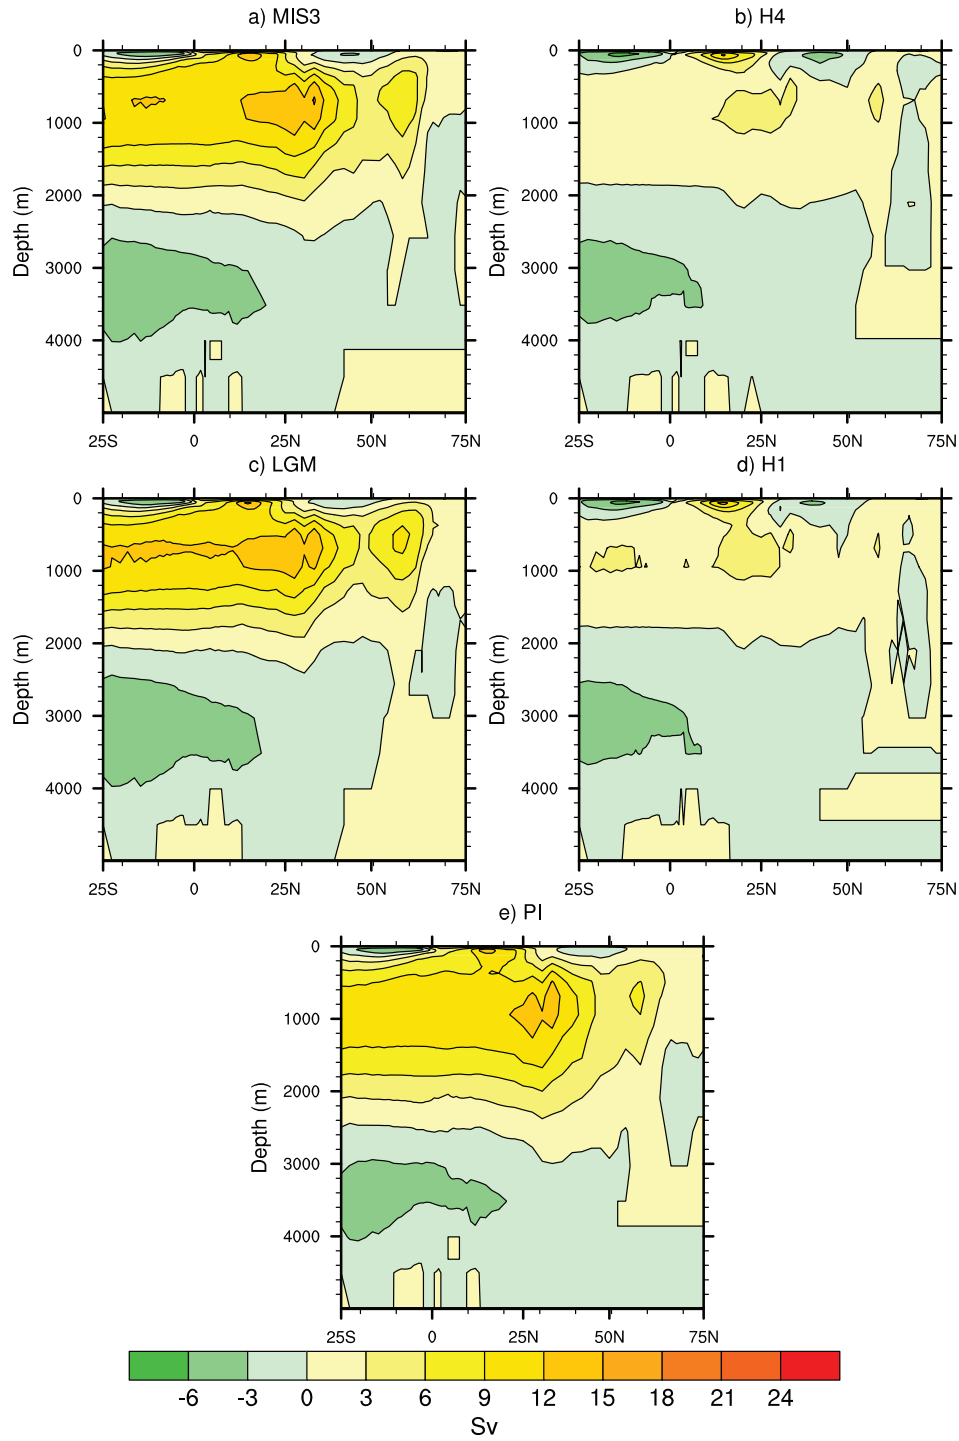 a) MIS3
b) H4
0
1000
2000
3000
4000
Depth (m)
25S 0 25N 50N 75N
0
1000
2000
3000
4000
Depth (m)
25S 0 25N 50N 75N
c) LGM
d) H1
0
1000
2000
3000
4000
Depth (m)
25S 0 25N 50N 75N
0
1000
2000
3000
4000
Depth (m)
25S 0 25N 50N 75N
e) PI
0
1000
2000
3000
4000
Depth (m)
25S 0 25N 50N 75N
-6 -3 0 3 6 9 12 15 18 21 24
Sv